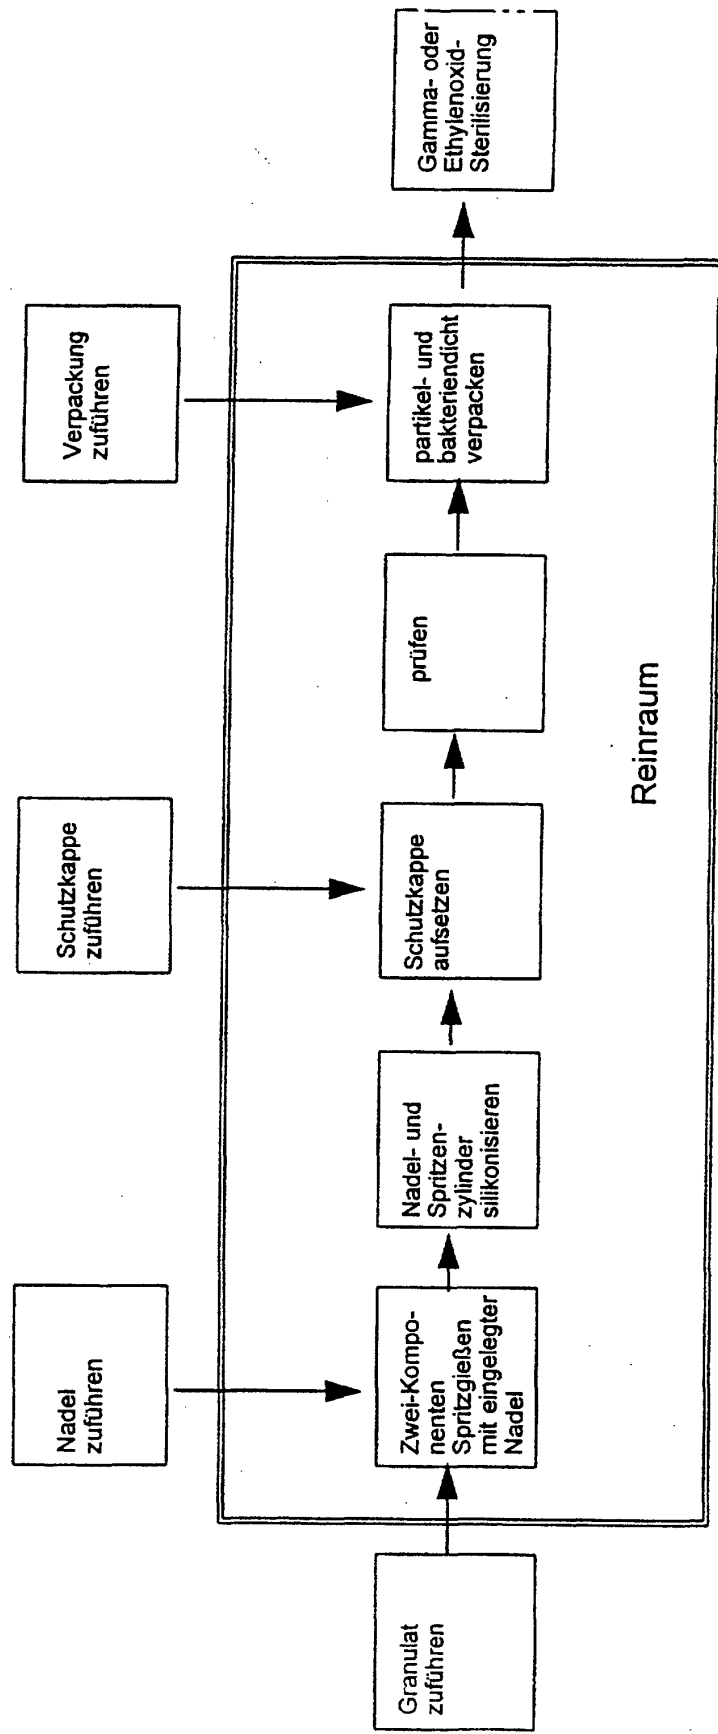 Nadel
zuführen
Schutzkappe
zuführen
Verpackung
zuführen
Granulat
zuführen
Zwei-Kompo-
nenten
Spritzgießen
mit eingelegter
Nadel
Nadel- und
Spritzen-
zylinder
silikonisieren
Schutzkappe
aufsetzen
prüfen
partikel- und
bakteriendicht
verpacken
Gamma- oder
Ethylenoxid-
Sterilisierung
Reinraum